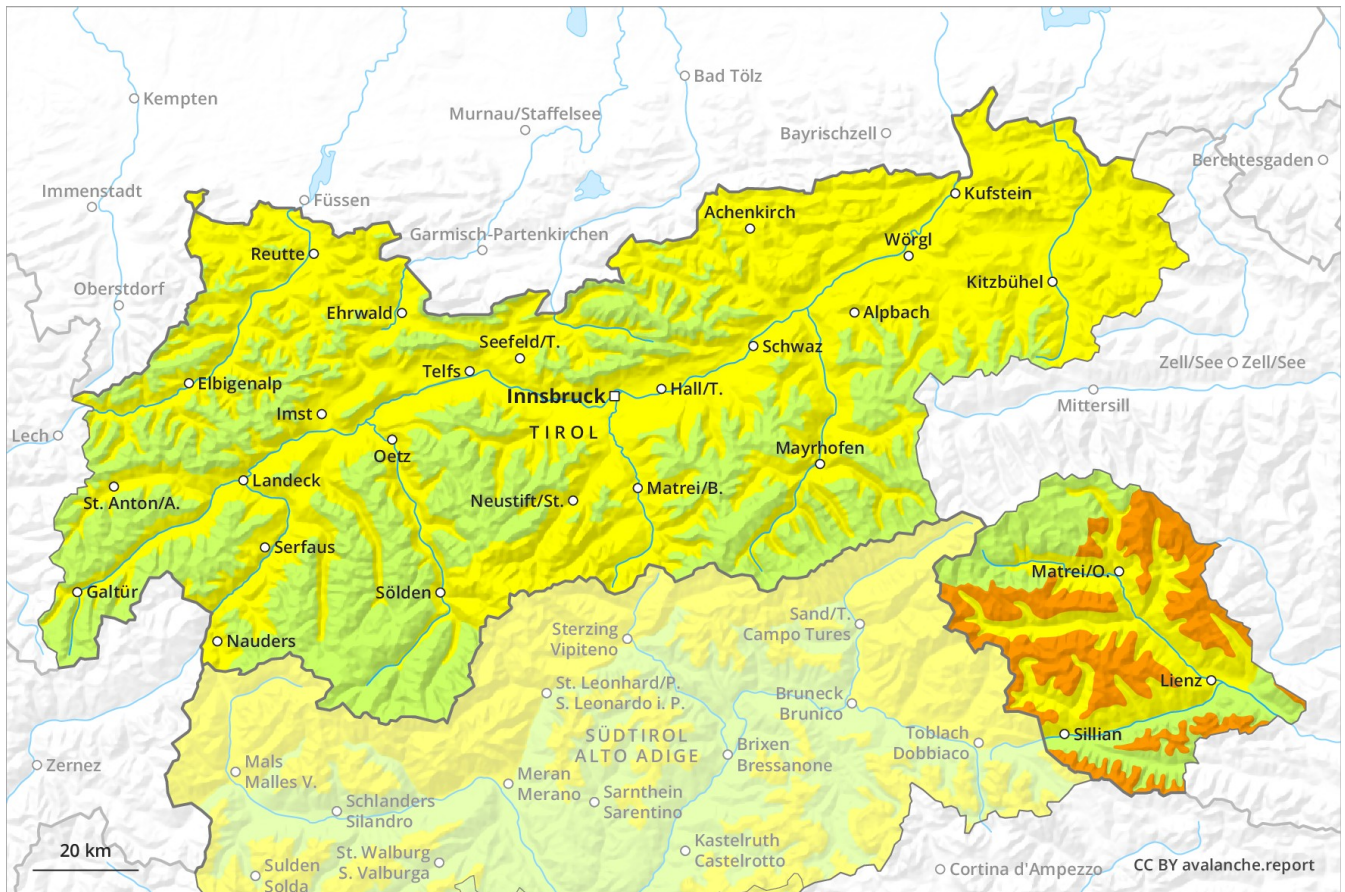 Kempten
Bad Tölz
Murnau/Staffelsee
Bayrischzell
Berchtesgaden
Immenstadt
Füssen
Kufstein
Achenkirch
Garmisch-Partenkirchen
Wörgl
Reutte
Oberstdorf
Kitzbühel
Ehrwald
Alpbach
Seefeld/T.
Schwaz
Zell/See
Zell/See
Telfs
Elbigenalp
Hall/T.
Innsbruck
Mittersill
Imst
TIROL
Lech
Oetz
Mayrhofen
Landeck
Matrei/B.
St. Anton/A.
Neustift/St.
Serfaus
Matrei/O.
Galtür
Sölden
Sand/T.
Campo Tures
Sterzing
Vipiteno
Nauders
Lienz
St. Leonhard/P.
S. Leonardo i. P.
Bruneck
Brunico
SÜDTIROL
ALTO ADIGE
Toblach
Dobbiaco
Sillian
Brixen
Bressanone
Zernez
Mals
Malles V.
Meran
Merano
Sarnthein
Sarentino
Schlanders
Silandro
Kastelruth
Castelrotto
20 km
St. Walburg
S. Valburga
Sulden
Solda
Cortina d'Ampezzo
CC BY avalanche.report